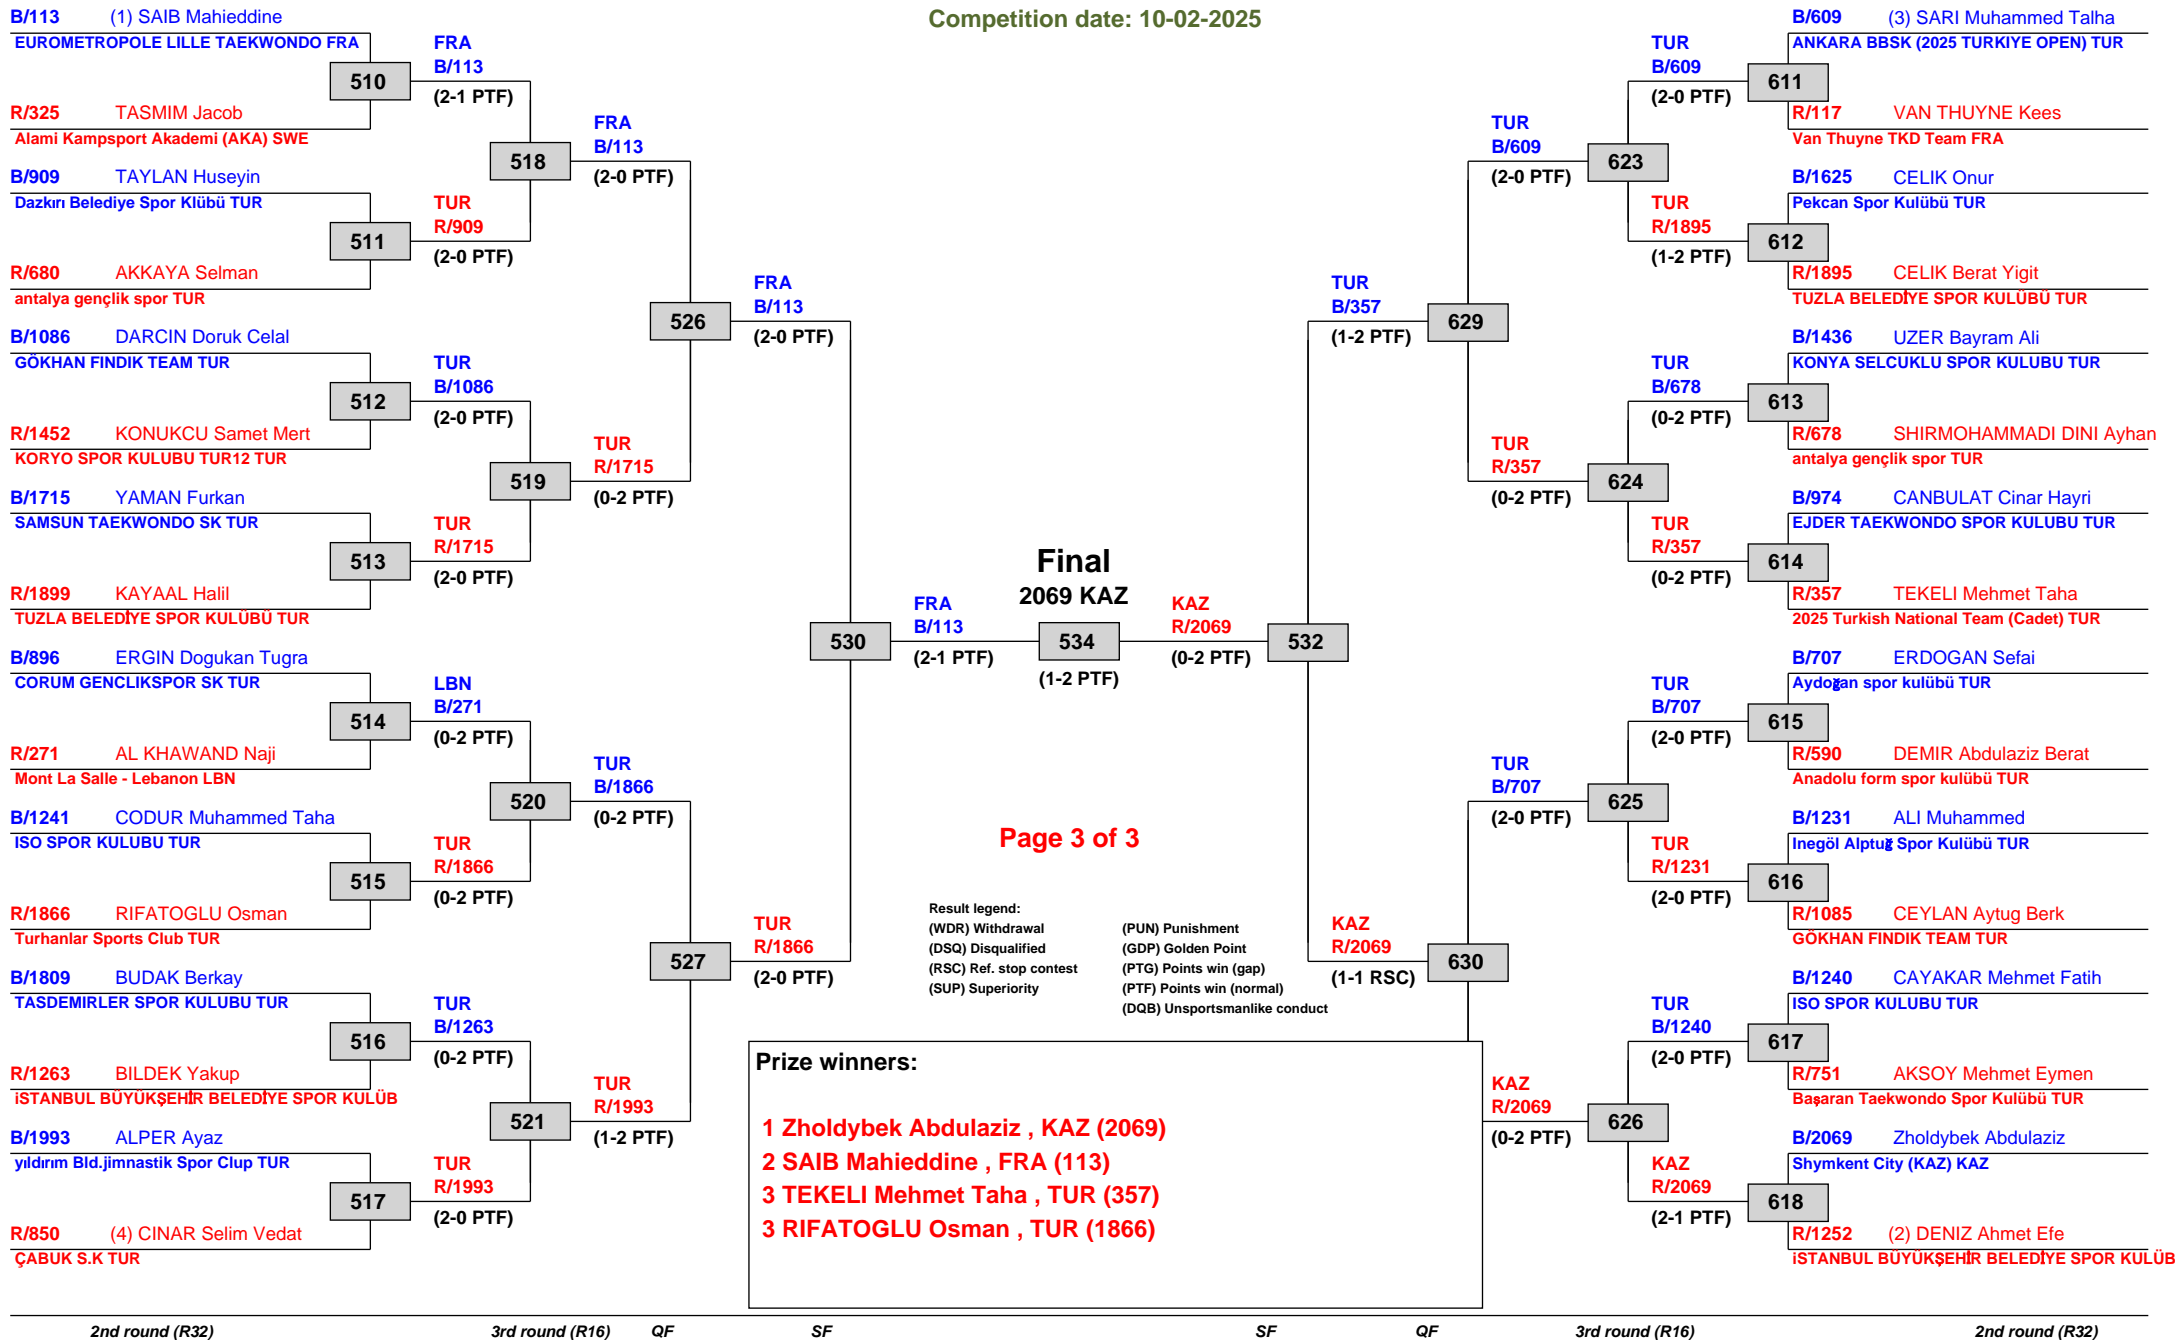 Competition date: 10-02-2025
B/113 (1) SAIB Mahieddine
EUROMETROPOLE LILLE TAEKWONDO FRA
510
R/325 TASMIM Jacob
Alami Kampsport Akademi (AKA) SWE
B/909 TAYLAN Huseyin
Dazkırı Belediye Spor Klübü TUR
511
R/680 AKKAYA Selman
antalya gençlik spor TUR
B/1086 DARCIN Doruk Celal
GÖKHAN FINDIK TEAM TUR
512
R/1452 KONUKCU Samet Mert
KORYO SPOR KULUBU TUR12 TUR
B/1715 YAMAN Furkan
SAMSUN TAEKWONDO SK TUR
513
R/1899 KAYAAL Halil
TUZLA BELEDİYE SPOR KULÜBÜ TUR
B/896 ERGIN Dogukan Tugra
CORUM GENCLIKSPOR SK TUR
514
R/271 AL KHAWAND Naji
Mont La Salle - Lebanon LBN
B/1241 CODUR Muhammed Taha
ISO SPOR KULUBU TUR
515
R/1866 RIFATOGLU Osman
Turhanlar Sports Club TUR
B/1809 BUDAK Berkay
TASDEMIRLER SPOR KULUBU TUR
516
R/1263 BILDEK Yakup
iSTANBUL BÜYÜKŞEHİR BELEDİYE SPOR KULÜB
B/1993 ALPER Ayaz
yıldırım Bld.jimnastik Spor Clup TUR
517
R/850 (4) CINAR Selim Vedat
ÇABUK S.K TUR
FRA
B/113
(2-1 PTF)
518
TUR
R/909
(2-0 PTF)
TUR
B/1086
(2-0 PTF)
519
TUR
R/1715
(2-0 PTF)
LBN
B/271
(0-2 PTF)
520
TUR
R/1866
(0-2 PTF)
TUR
B/1263
(0-2 PTF)
521
TUR
R/1993
(2-0 PTF)
FRA
B/113
(2-0 PTF)
526
TUR
R/1715
(0-2 PTF)
TUR
B/1866
(0-2 PTF)
527
TUR
R/1993
(1-2 PTF)
FRA
B/113
(2-0 PTF)
530
TUR
R/1866
(2-0 PTF)
FRA
B/113
(2-1 PTF)
Final
2069 KAZ
534
(1-2 PTF)
KAZ
R/2069
(0-2 PTF)
532
TUR
B/357
(1-2 PTF)
629
KAZ
R/2069
(1-1 RSC)
630
TUR
B/609
(2-0 PTF)
623
TUR
R/357
(0-2 PTF)
624
TUR
B/707
(2-0 PTF)
625
KAZ
R/2069
(0-2 PTF)
626
TUR
B/609
(2-0 PTF)
TUR
R/1895
(1-2 PTF)
TUR
B/678
(0-2 PTF)
TUR
R/357
(0-2 PTF)
TUR
B/707
(2-0 PTF)
TUR
R/1231
(2-0 PTF)
TUR
B/1240
(2-0 PTF)
KAZ
R/2069
(2-1 PTF)
B/609 (3) SARI Muhammed Talha
ANKARA BBSK (2025 TURKIYE OPEN) TUR
611
R/117 VAN THUYNE Kees
Van Thuyne TKD Team FRA
B/1625 CELIK Onur
Pekcan Spor Kulübü TUR
612
R/1895 CELIK Berat Yigit
TUZLA BELEDİYE SPOR KULÜBÜ TUR
B/1436 UZER Bayram Ali
KONYA SELCUKLU SPOR KULUBU TUR
613
R/678 SHIRMOHAMMADI DINI Ayhan
antalya gençlik spor TUR
B/974 CANBULAT Cinar Hayri
EJDER TAEKWONDO SPOR KULUBU TUR
614
R/357 TEKELI Mehmet Taha
2025 Turkish National Team (Cadet) TUR
B/707 ERDOGAN Sefai
Aydoğan spor kulübü TUR
615
R/590 DEMIR Abdulaziz Berat
Anadolu form spor kulübü TUR
B/1231 ALI Muhammed
Inegöl Alptuğ Spor Kulübü TUR
616
R/1085 CEYLAN Aytug Berk
GÖKHAN FINDIK TEAM TUR
B/1240 CAYAKAR Mehmet Fatih
ISO SPOR KULUBU TUR
617
R/751 AKSOY Mehmet Eymen
Başaran Taekwondo Spor Kulübü TUR
B/2069 Zholdybek Abdulaziz
Shymkent City (KAZ) KAZ
618
R/1252 (2) DENIZ Ahmet Efe
iSTANBUL BÜYÜKŞEHİR BELEDİYE SPOR KULÜB
Page 3 of 3
Result legend:
(WDR) Withdrawal (PUN) Punishment
(DSQ) Disqualified (GDP) Golden Point
(RSC) Ref. stop contest (PTG) Points win (gap)
(SUP) Superiority (PTF) Points win (normal)
(DQB) Unsportsmanlike conduct
Prize winners:
1 Zholdybek Abdulaziz , KAZ (2069)
2 SAIB Mahieddine , FRA (113)
3 TEKELI Mehmet Taha , TUR (357)
3 RIFATOGLU Osman , TUR (1866)
2nd round (R32) 3rd round (R16) QF SF SF QF 3rd round (R16) 2nd round (R32)